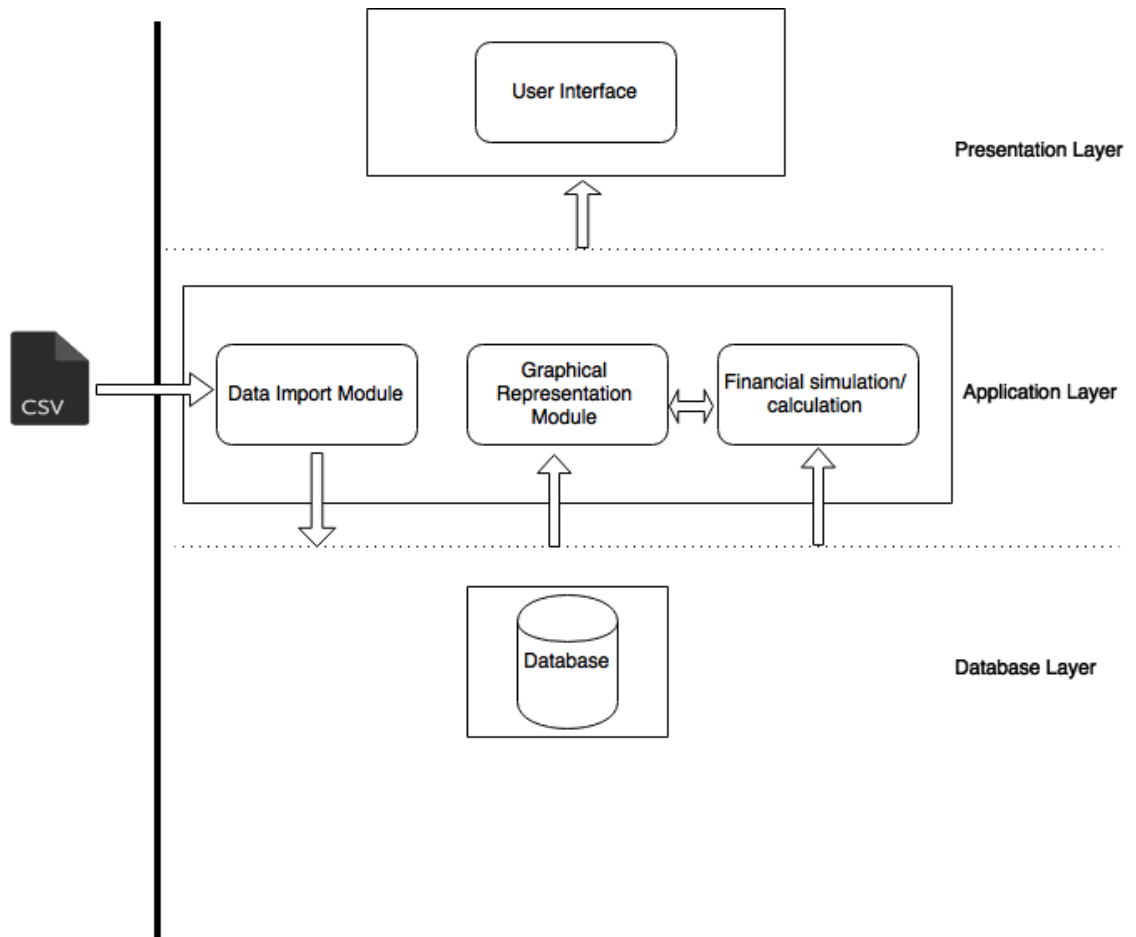 User Interface
Presentation Layer
CSV
Data Import Module
Graphical
Representation
Module
Financial simulation/
calculation
Application Layer
Database
Database Layer